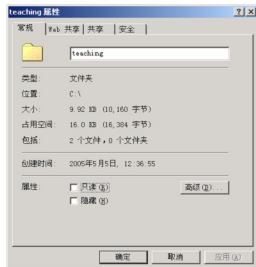 teaching 属性
常规 Web 共享 共享 安全
teaching
类型: 文件夹
位置: C:\
大小: 9.92 KB (10,160 字节)
占用空间: 16.0 KB (16,384 字节)
包括: 2 个文件，0 个文件夹
创建时间: 2005年5月5日, 12:36:55
属性: 只读(R) 高级(D)...
隐藏(H)
确定 取消 应用(A)